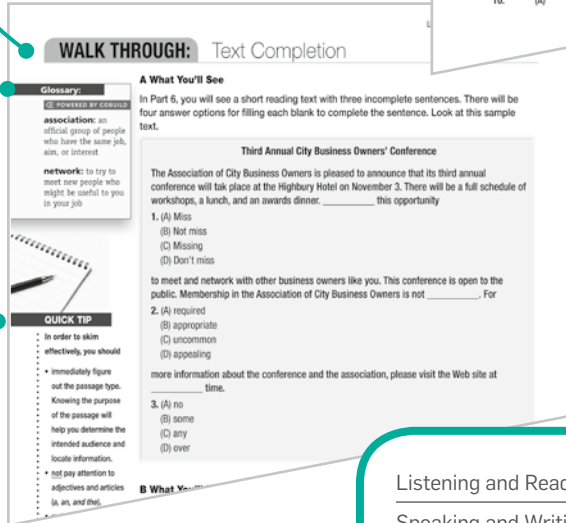 10. (A)
L
WALK THROUGH: Text Completion
Glossary:
POWERED BY COBUILD
association: an
official group of people
who have the same job,
aim, or interest
network: to try to
meet new people who
might be useful to you
in your job
QUICK TIP
In order to skim
effectively, you should
• immediately figure
out the passage type.
Knowing the purpose
of the passage will
help you determine the
intended audience and
locate information.
• not pay attention to
adjectives and articles
(a, an, and the).
A What You'll See
In Part 6, you will see a short reading text with three incomplete sentences. There will be
four answer options for filling each blank to complete the sentence. Look at this sample
text.
Third Annual City Business Owners' Conference
The Association of City Business Owners is pleased to announce that its third annual
conference will tak place at the Highbury Hotel on November 3. There will be a full schedule of
workshops, a lunch, and an awards dinner. __________ this opportunity
1. (A) Miss
(B) Not miss
(C) Missing
(D) Don't miss
to meet and network with other business owners like you. This conference is open to the
public. Membership in the Association of City Business Owners is not __________. For
2. (A) required
(B) appropriate
(C) uncommon
(D) appealing
more information about the conference and the association, please visit the Web site at
__________ time.
3. (A) no
(B) some
(C) any
(D) over
B What
Listening and
Speaking and